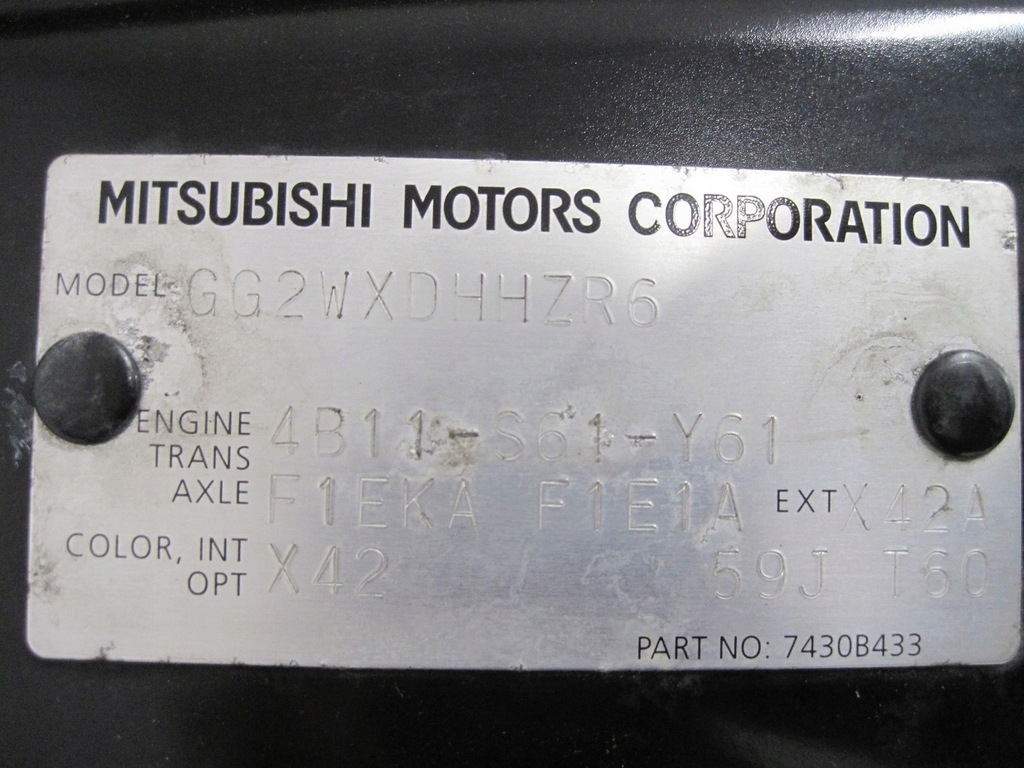 MITSUBISHI MOTORS CORPORATION
MODEL GG2WXDHHZR6
ENGINE 4B11-S61-Y61
TRANS
AXLE F1EKA F1E1A EXT X42A
COLOR, INT
OPT X42 / 59J T60
PART NO: 7430B433